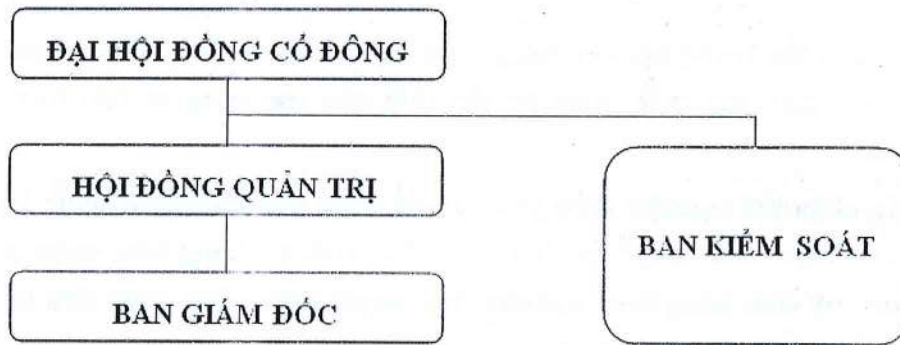 ĐẠI HỘI ĐỒNG CỔ ĐÔNG
HỘI ĐỒNG QUẢN TRỊ
BAN KIỂM SOÁT
BAN GIÁM ĐỐC